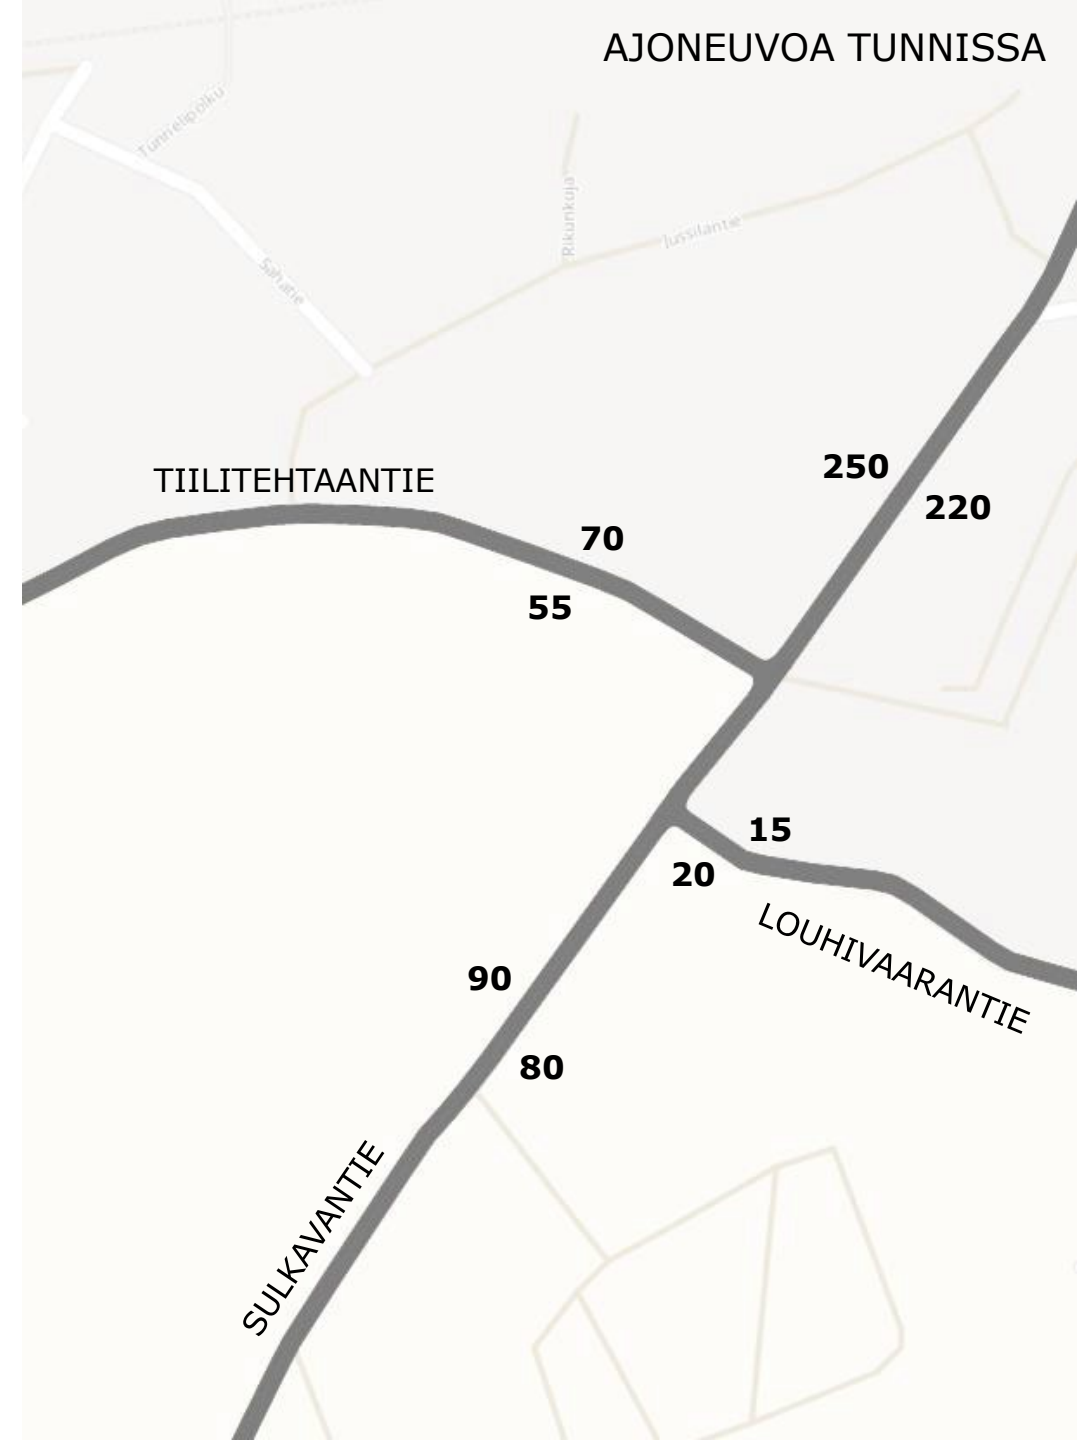 AJONEUVOA TUNNISSA
Tunnelipolku
Rikunkuja
Jussilantie
Sahatie
250
TIILITEHTAANTIE
220
70
55
15
20
LOUHIVAARANTIE
90
80
SULKAVANTIE